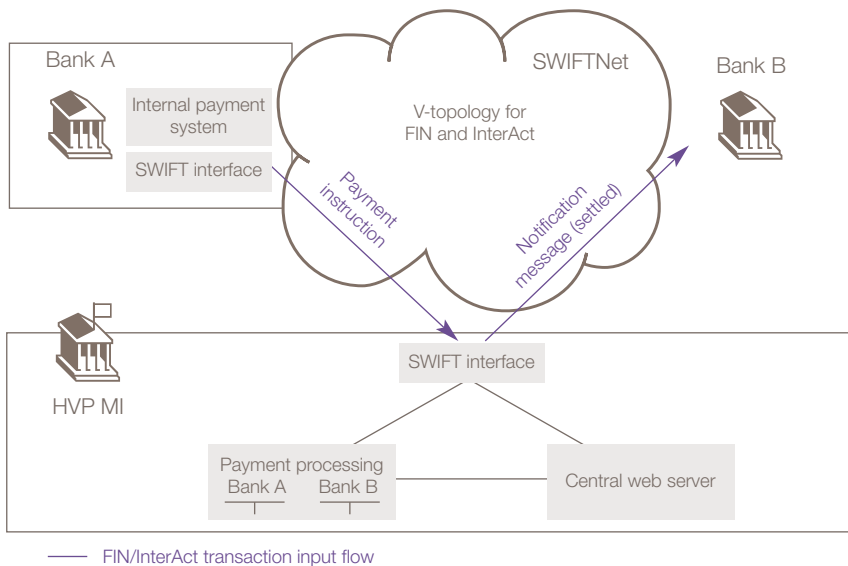 Bank A
Internal payment
system
SWIFT interface
SWIFTNet
V-topology for
FIN and InterAct
Bank B
Payment
instruction
Notification
message (settled)
HVP MI
SWIFT interface
Payment processing
Bank A Bank B
Central web server
FIN/InterAct transaction input flow